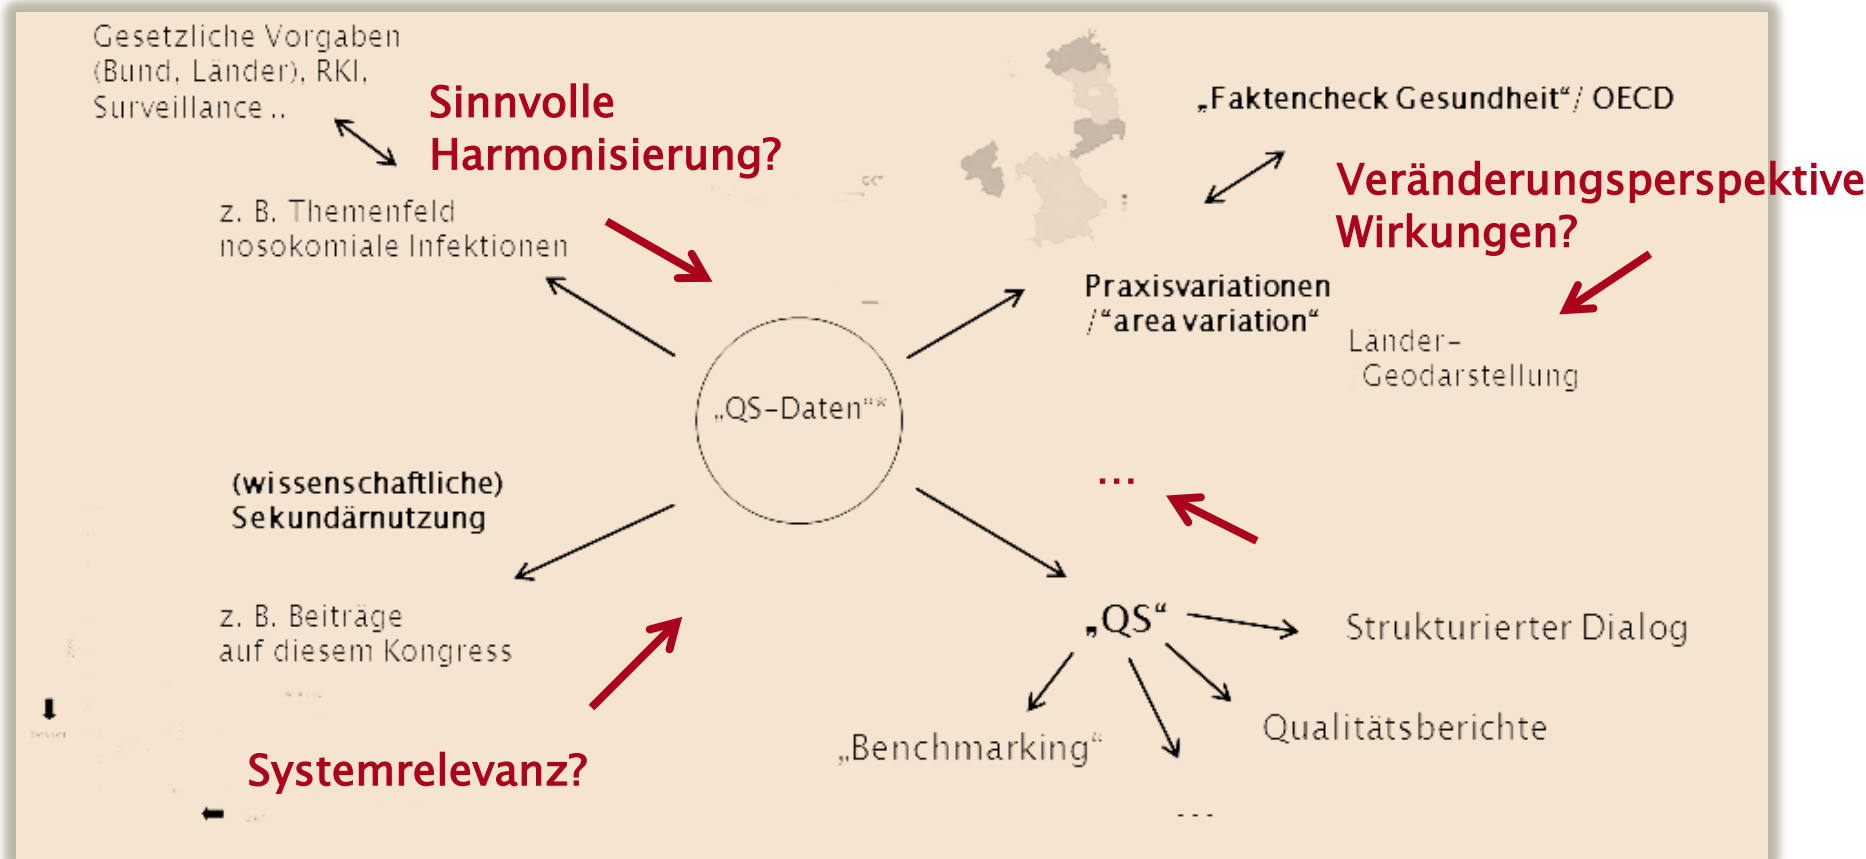 Gesetzliche Vorgaben
(Bund, Länder), RKI,
Surveillance ..
Sinnvolle
Harmonisierung?
z. B. Themenfeld
nosokomiale Infektionen
„Faktencheck Gesundheit“/ OECD
Veränderungsperspektive
Wirkungen?
Praxisvariationen
/“area variation“
Länder-
Geodarstellung
„QS-Daten“*
(wissenschaftliche)
Sekundärnutzung
z. B. Beiträge
auf diesem Kongress
Systemrelevanz?
...
„QS“
Strukturierter Dialog
Qualitätsberichte
„Benchmarking“
- - -